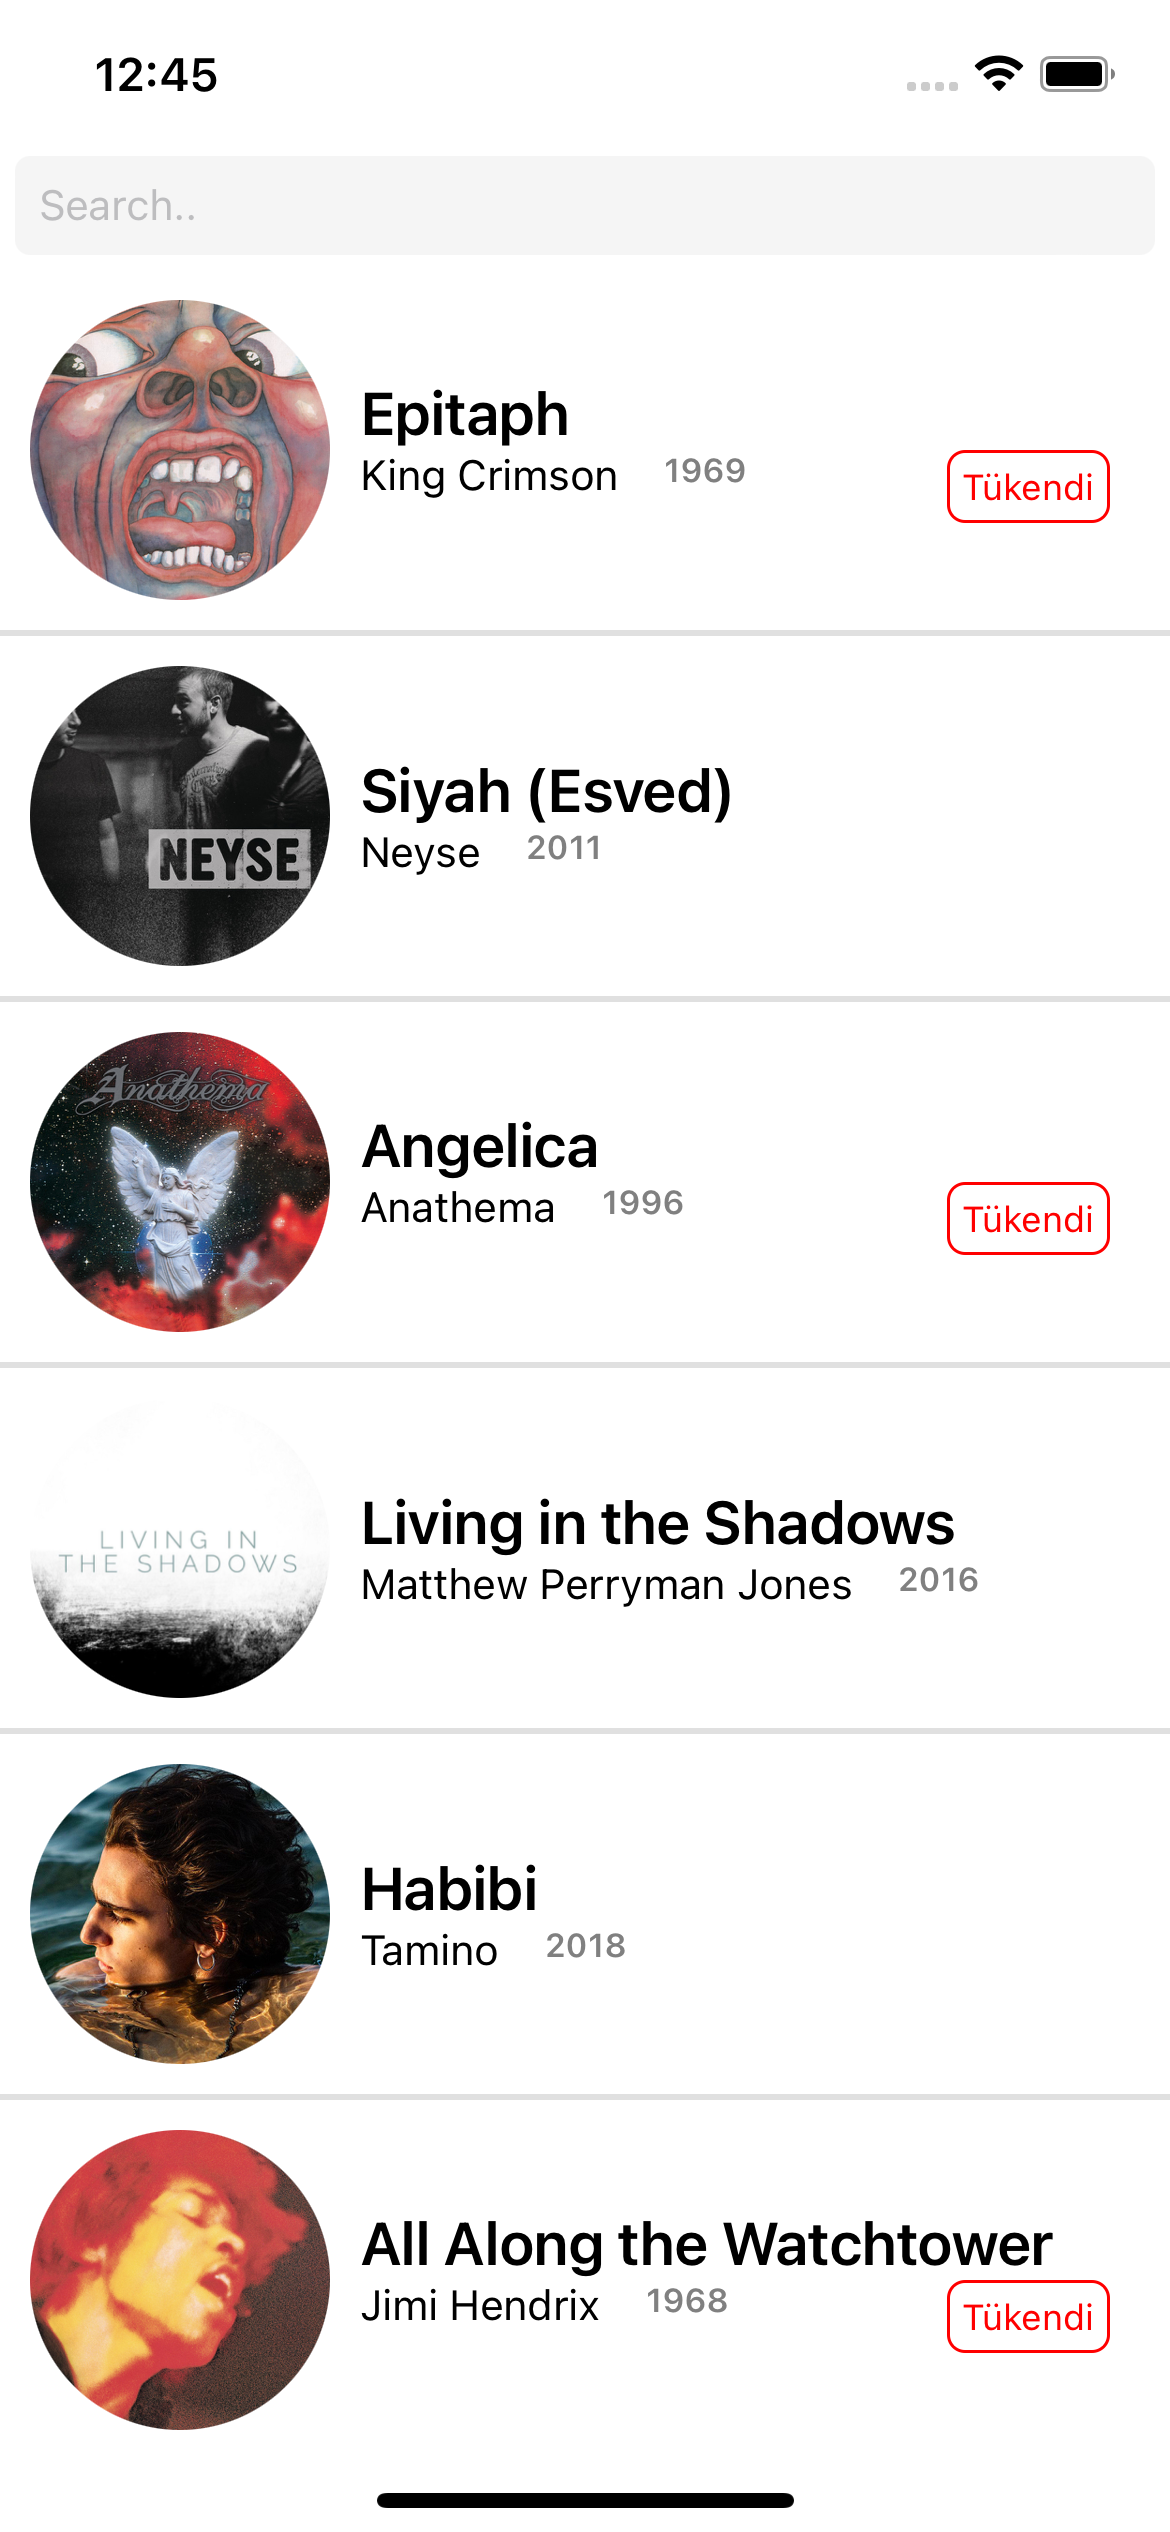 12:45
Search..
Epitaph
King Crimson 1969
Tükendi
NEYSE
Siyah (Esved)
Neyse 2011
Anathema
Angelica
Anathema 1996
Tükendi
LIVING IN
THE SHADOWS
Living in the Shadows
Matthew Perryman Jones 2016
Habibi
Tamino 2018
All Along the Watchtower
Jimi Hendrix 1968
Tükendi